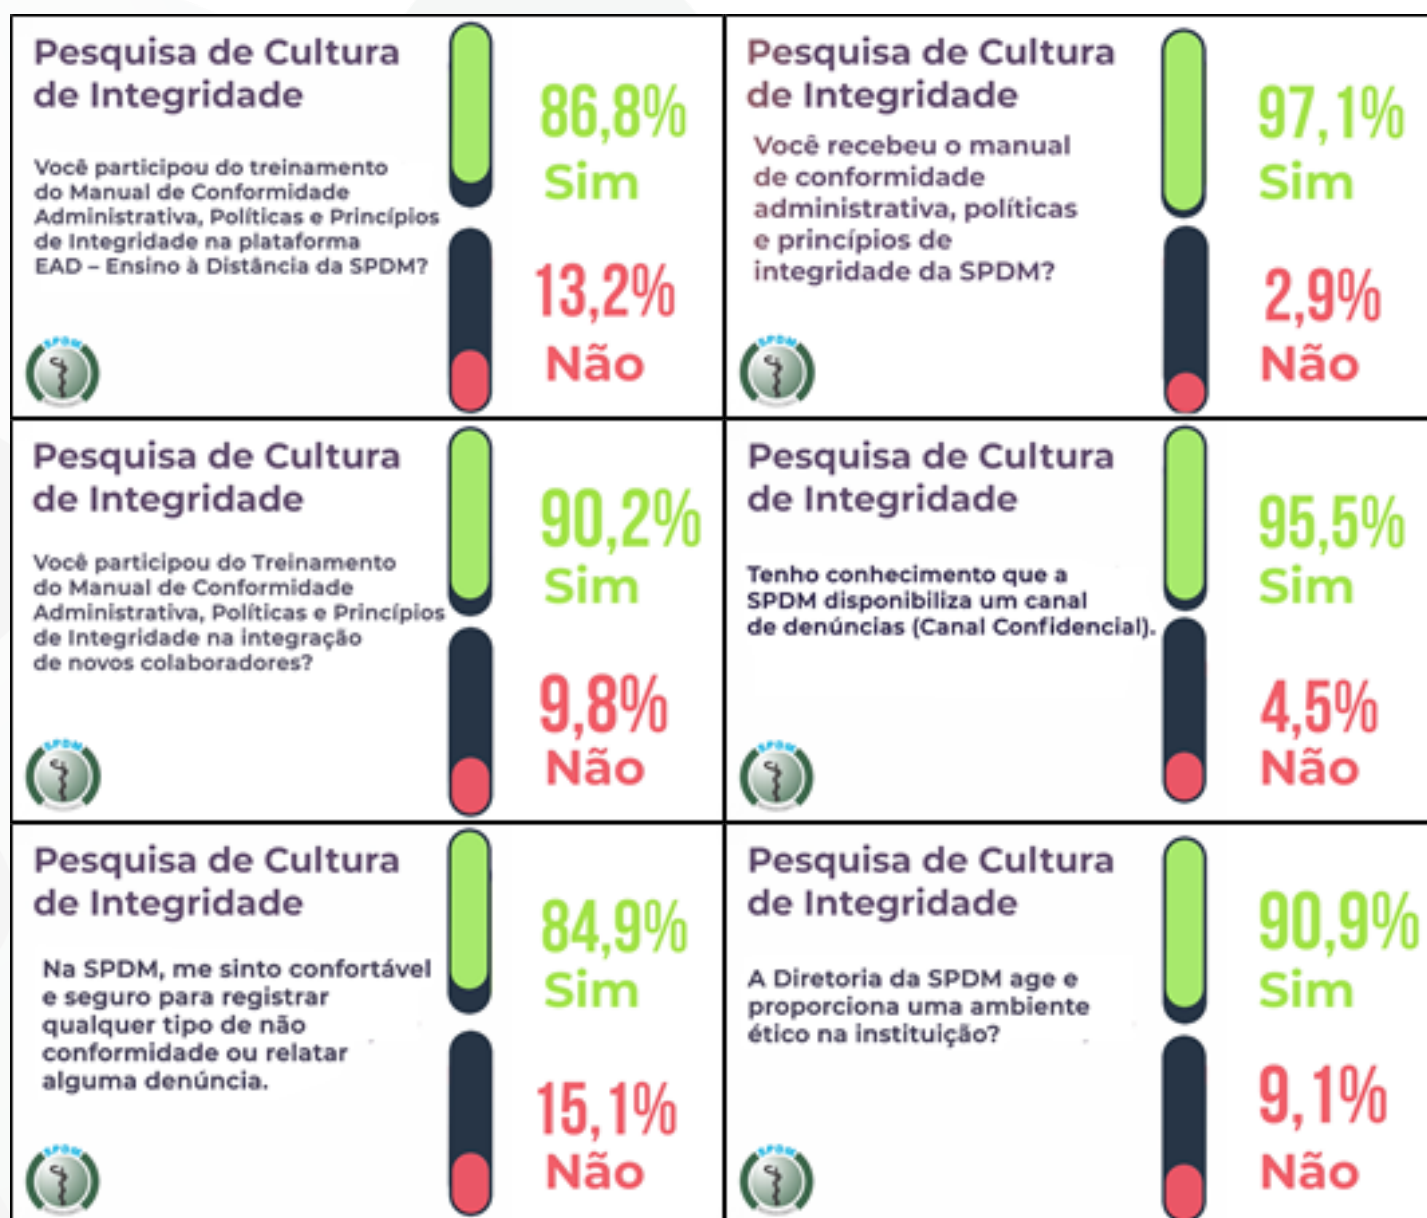 Pesquisa de Cultura
de Integridade
Você participou do treinamento
do Manual de Conformidade
Administrativa, Políticas e Princípios
de Integridade na plataforma
EAD – Ensino à Distância da SPDM?
86,8%
Sim
13,2%
Não
SPDM
Pesquisa de Cultura
de Integridade
Você recebeu o manual
de conformidade
administrativa, políticas
e princípios de
integridade da SPDM?
97,1%
Sim
2,9%
Não
SPDM
Pesquisa de Cultura
de Integridade
Você participou do Treinamento
do Manual de Conformidade
Administrativa, Políticas e Princípios
de Integridade na integração
de novos colaboradores?
90,2%
Sim
9,8%
Não
SPDM
Pesquisa de Cultura
de Integridade
Tenho conhecimento que a
SPDM disponibiliza um canal
de denúncias (Canal Confidencial).
95,5%
Sim
4,5%
Não
SPDM
Pesquisa de Cultura
de Integridade
Na SPDM, me sinto confortável
e seguro para registrar
qualquer tipo de não
conformidade ou relatar
alguma denúncia.
84,9%
Sim
15,1%
Não
SPDM
Pesquisa de Cultura
de Integridade
A Diretoria da SPDM age e
proporciona uma ambiente
ético na instituição?
90,9%
Sim
9,1%
Não
SPDM